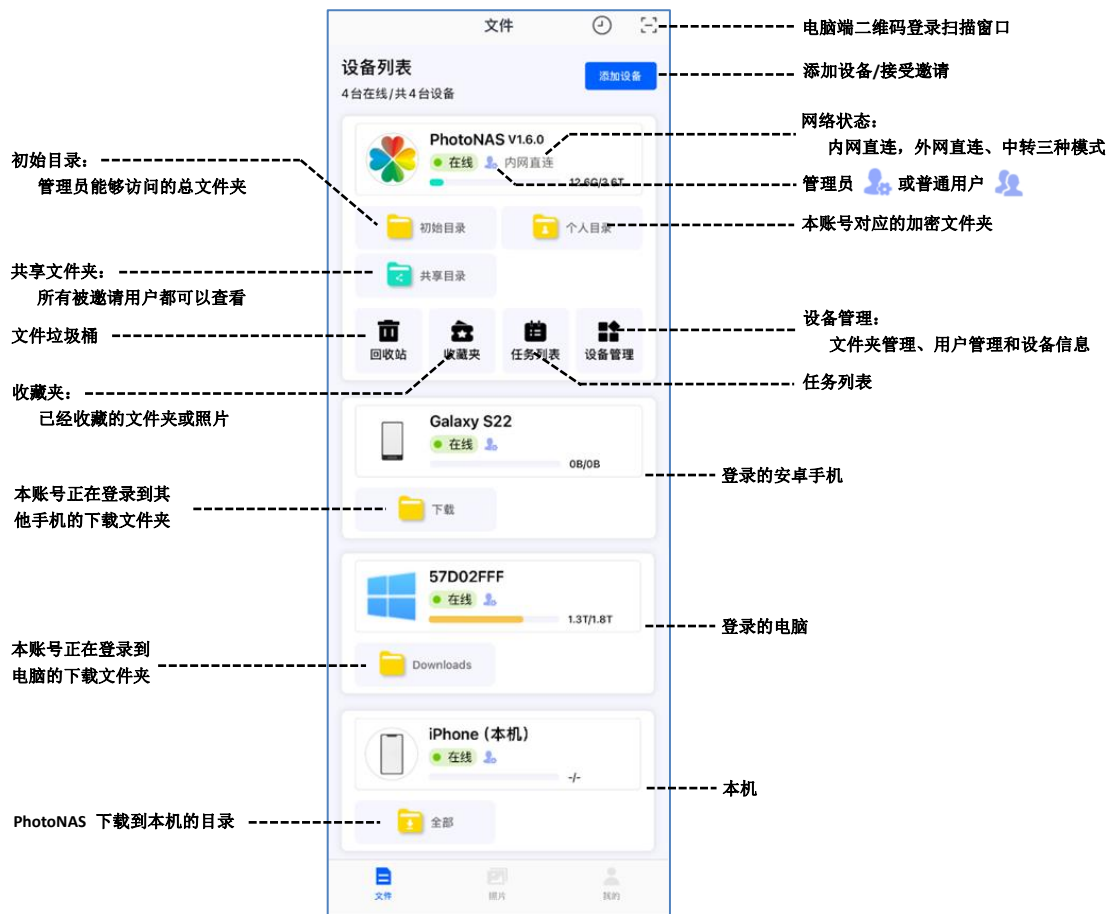 文件
电脑端二维码登录扫描窗口
设备列表
添加设备
添加设备/接受邀请
4台在线/共4台设备
PhotoNAS V1.6.0
网络状态：
内网直连，外网直连、中转三种模式
在线 内网直连
初始目录：
管理员能够访问的总文件夹
12.6G/3.6T
管理员 或普通用户
初始目录
个人目录
本账号对应的加密文件夹
共享文件夹：
所有被邀请用户都可以查看
共享目录
文件垃圾桶
回收站
收藏夹
任务列表
设备管理
设备管理：
文件夹管理、用户管理和设备信息
任务列表
收藏夹：
已经收藏的文件夹或照片
Galaxy S22
在线
0B/0B
登录的安卓手机
本账号正在登录到其
他手机的下载文件夹
下载
57D02FFF
在线
1.3T/1.8T
登录的电脑
本账号正在登录到
电脑的下载文件夹
Downloads
iPhone (本机)
在线
-/-
本机
PhotoNAS 下载到本机的目录
全部
文件
照片
我的